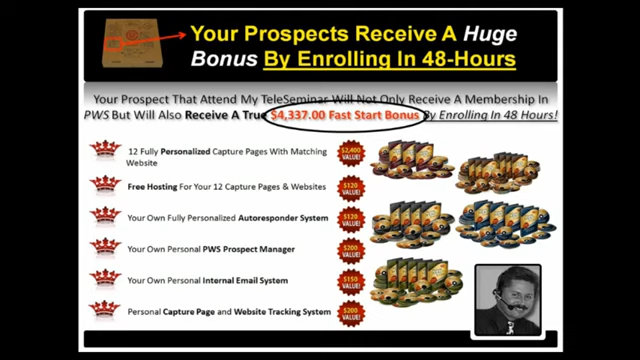 Your Prospects Receive A Huge
Bonus By Enrolling In 48-Hours
Your Prospect That Attend My TeleSeminar Will Not Only Receive A Membership In
PWS But Will Also Receive A True $4,337.00 Fast Start Bonus By Enrolling In 48 Hours!
12 Fully Personalized Capture Pages With Matching
Website
$2,400
VALUE!
Free Hosting For Your 12 Capture Pages & Websites
$120
VALUE!
Your Own Fully Personalized Autoresponder System
$120
VALUE!
Your Own Personal PWS Prospect Manager
$200
VALUE!
Your Own Personal Internal Email System
$150
VALUE!
Personal Capture Page and Website Tracking System
$200
VALUE!